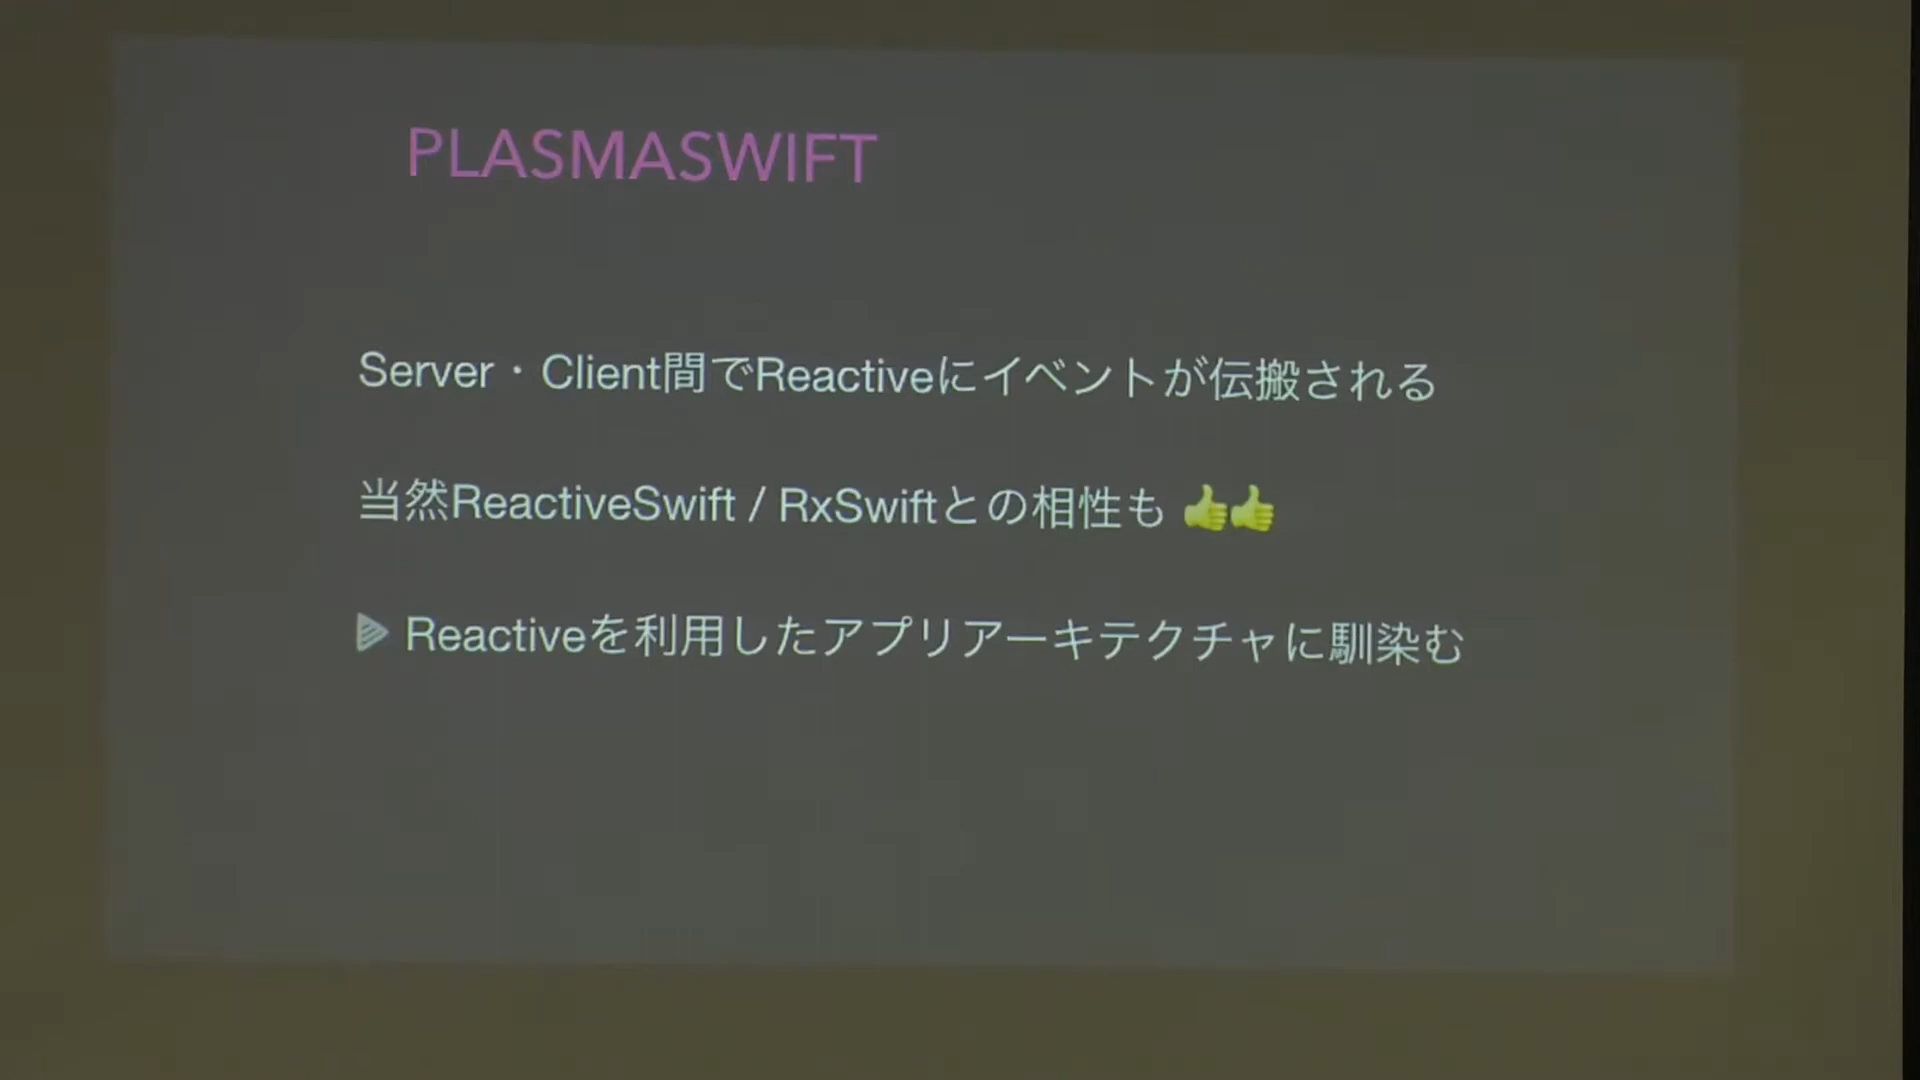 PLASMASWIFT
Server・Client間でReactiveにイベントが伝搬される
当然ReactiveSwift / RxSwiftとの相性も 👍👍
Reactiveを利用したアプリアーキテクチャに馴染む